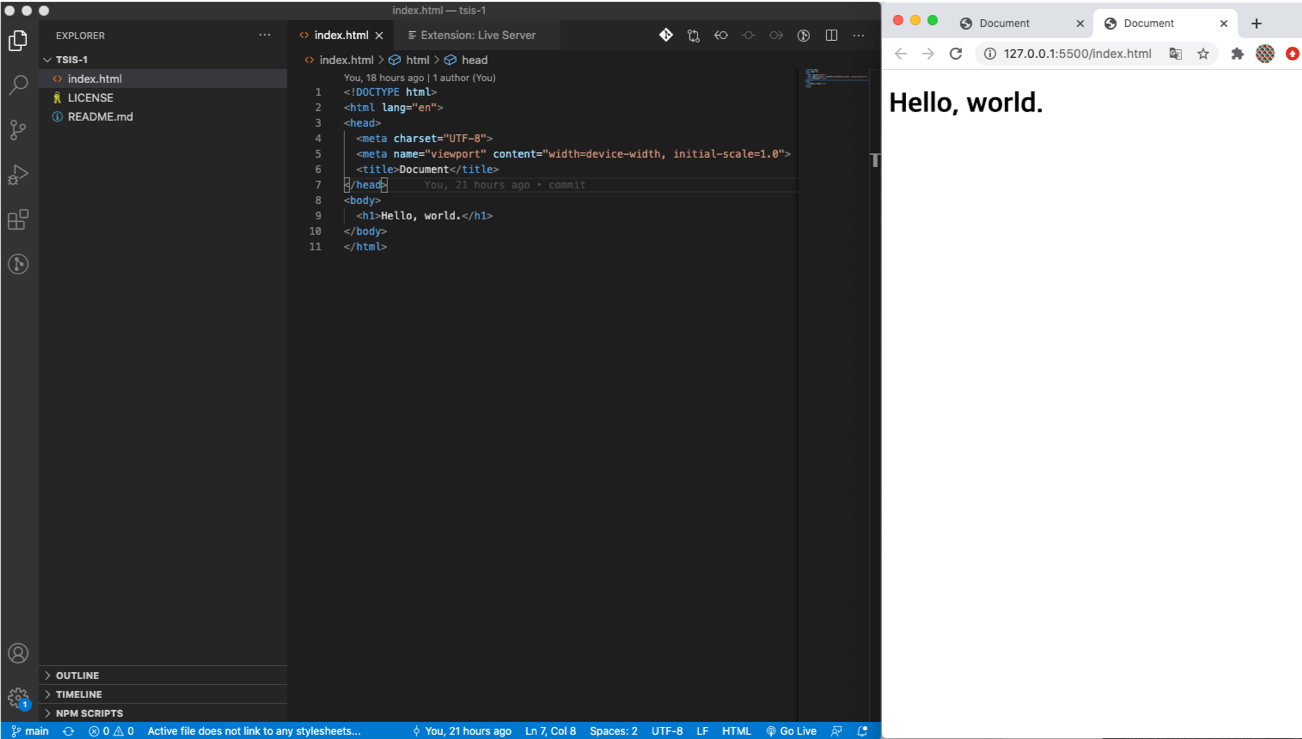 index.html — tsis-1
EXPLORER
TSIS-1
index.html
LICENSE
README.md
OUTLINE
TIMELINE
NPM SCRIPTS
1
index.html
Extension: Live Server
index.html > html > head
You, 18 hours ago | 1 author (You)
1 <!DOCTYPE html>
2 <html lang="en">
3 <head>
4 <meta charset="UTF-8">
5 <meta name="viewport" content="width=device-width, initial-scale=1.0">
6 <title>Document</title>
7 </head> You, 21 hours ago • commit
8 <body>
9 <h1>Hello, world.</h1>
10 </body>
11 </html>
main 0 0 Active file does not link to any stylesheets... You, 21 hours ago Ln 7, Col 8 Spaces: 2 UTF-8 LF HTML Go Live
Document
Document
127.0.0.1:5500/index.html
Hello, world.
T